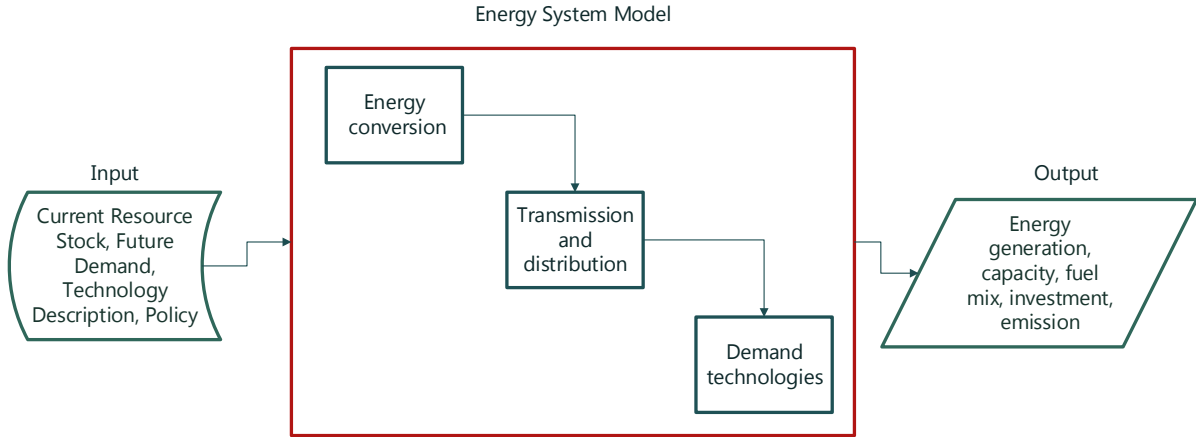 Energy System Model
Input
Current Resource
Stock, Future
Demand,
Technology
Description, Policy
Energy
conversion
Transmission
and
distribution
Demand
technologies
Output
Energy
generation,
capacity, fuel
mix, investment,
emission